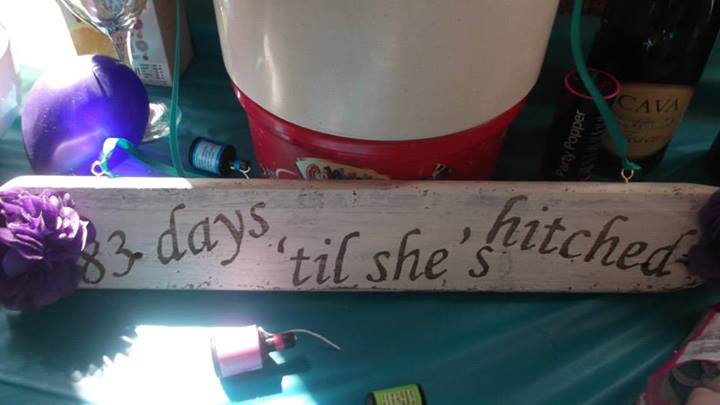 CAVA
Party Popper
83 days 'til she's hitched